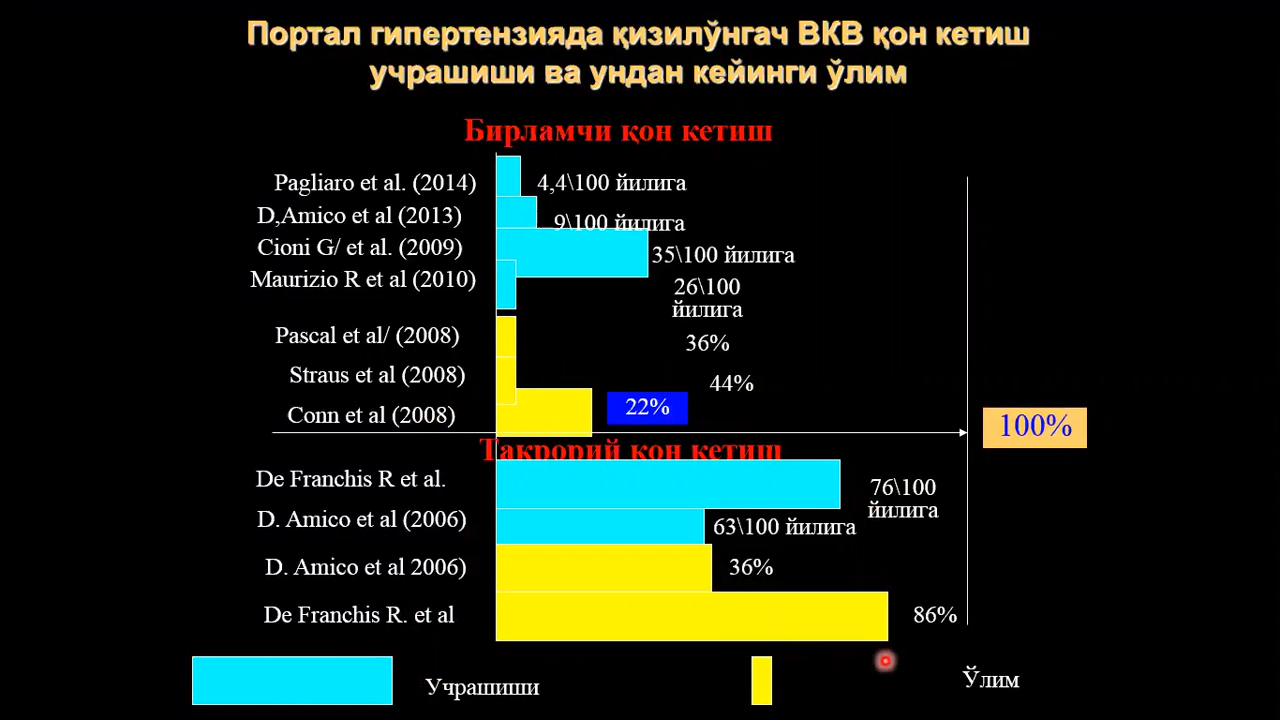 Портал гипертензияда қизилўнгач ВКВ қон кетиш
учрашиши ва ундан кейинги ўлим
Бирламчи қон кетиш
Pagliaro et al. (2014) 4,4\100 йилига
D,Amico et al (2013) 9\100 йилига
Cioni G/ et al. (2009) 35\100 йилига
Maurizio R et al (2010) 26\100
йилига
Pascal et al/ (2008) 36%
Straus et al (2008) 44%
Conn et al (2008) 22%
100%
Такрорий қон кетиш
De Franchis R et al. 76\100
йилига
D. Amico et al (2006) 63\100 йилига
D. Amico et al 2006) 36%
De Franchis R. et al 86%
Учрашиши Ўлим